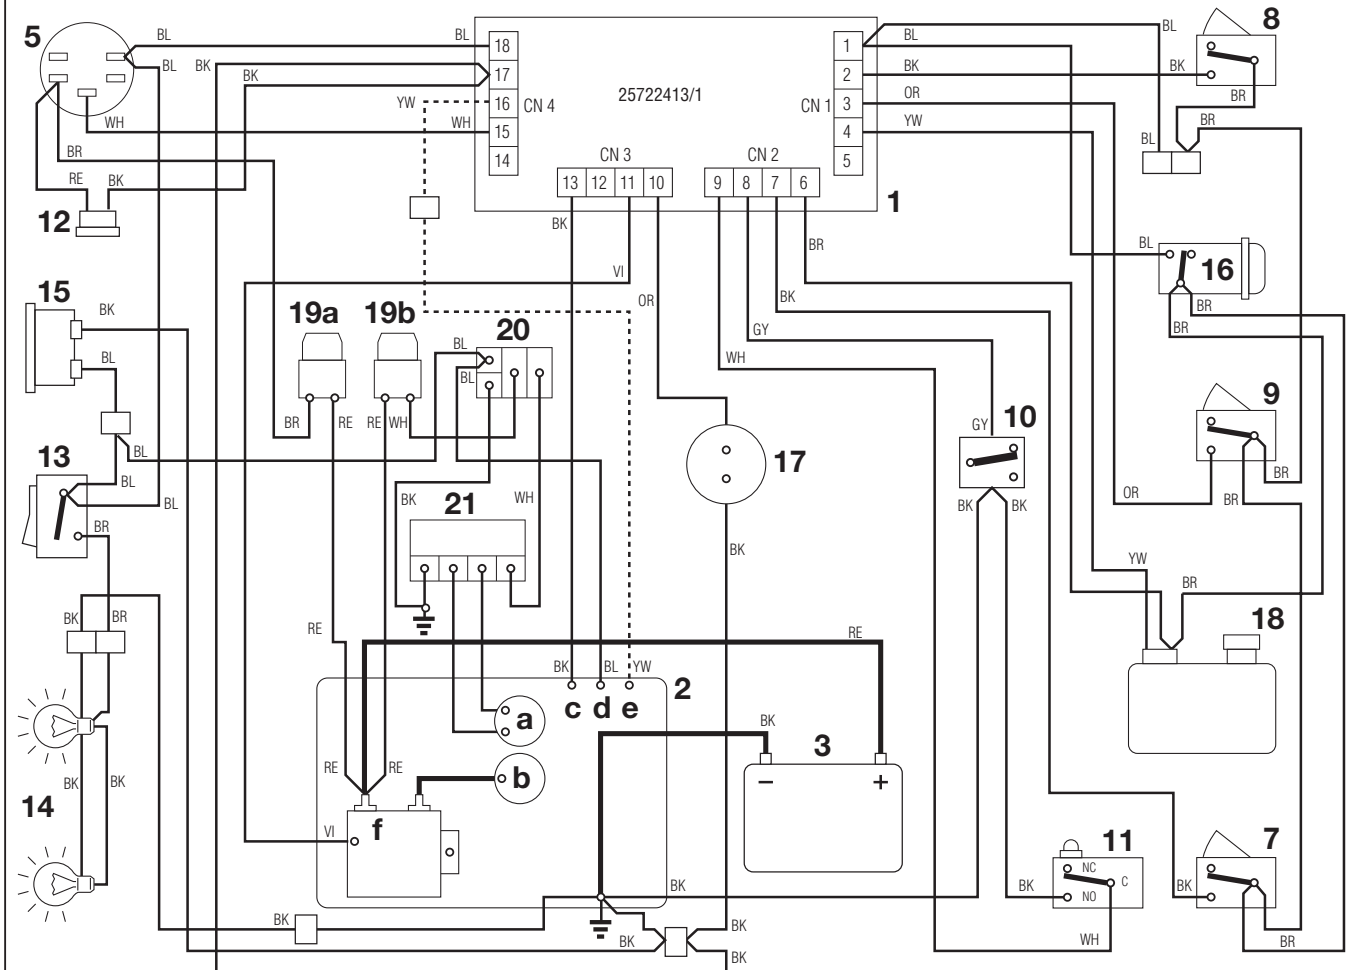 5
BL
BL
18
1
BL
BL
8
BK
BL
BK
17
2
BK
BK
YW
16
CN 4
25722413/1
CN 1
3
OR
BR
WH
WH
15
4
YW
BR
BR
14
CN 3
CN 2
5
BL
RE
BK
13
12
11
10
9
8
7
6
12
1
BK
BR
BL
16
15
VI
BK
19a
19b
20
OR
BK
BR
BR
BL
BL
GY
WH
BL
9
BR
RE
RE
WH
GY
10
13
BL
17
BL
BK
WH
BR
BL
21
BK
BK
OR
BR
BR
BK
YW
BR
BK
BR
RE
RE
18
BK
BL
YW
2
c
d
e
a
BK
3
RE
RE
b
–
+
BK
BK
14
f
VI
11
7
NC
C
BK
BK
NO
BK
BK
BK
BK
BK
WH
BR